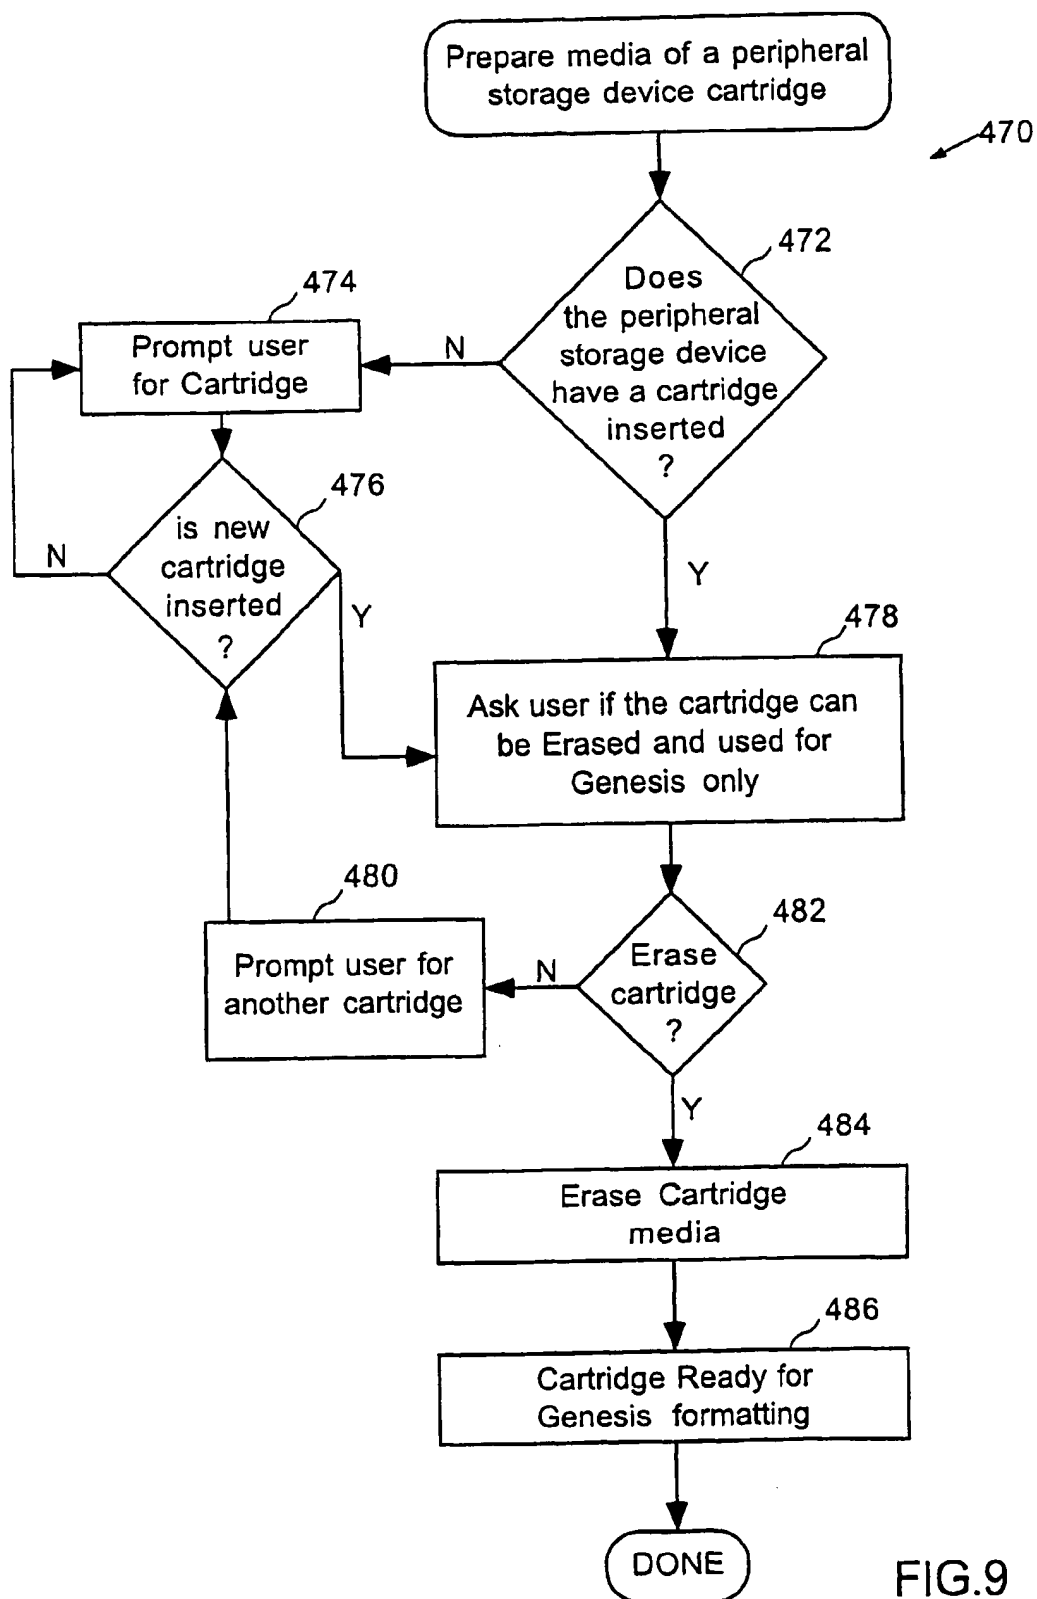 Prepare media of a peripheral
storage device cartridge
470
472
Does
the peripheral
storage device
have a cartridge
inserted
?
N
474
Prompt user
for Cartridge
476
is new
cartridge
inserted
?
N
Y
Y
478
Ask user if the cartridge can
be Erased and used for
Genesis only
480
Prompt user for
another cartridge
482
Erase
cartridge
?
N
Y
484
Erase Cartridge
media
486
Cartridge Ready for
Genesis formatting
DONE
FIG.9